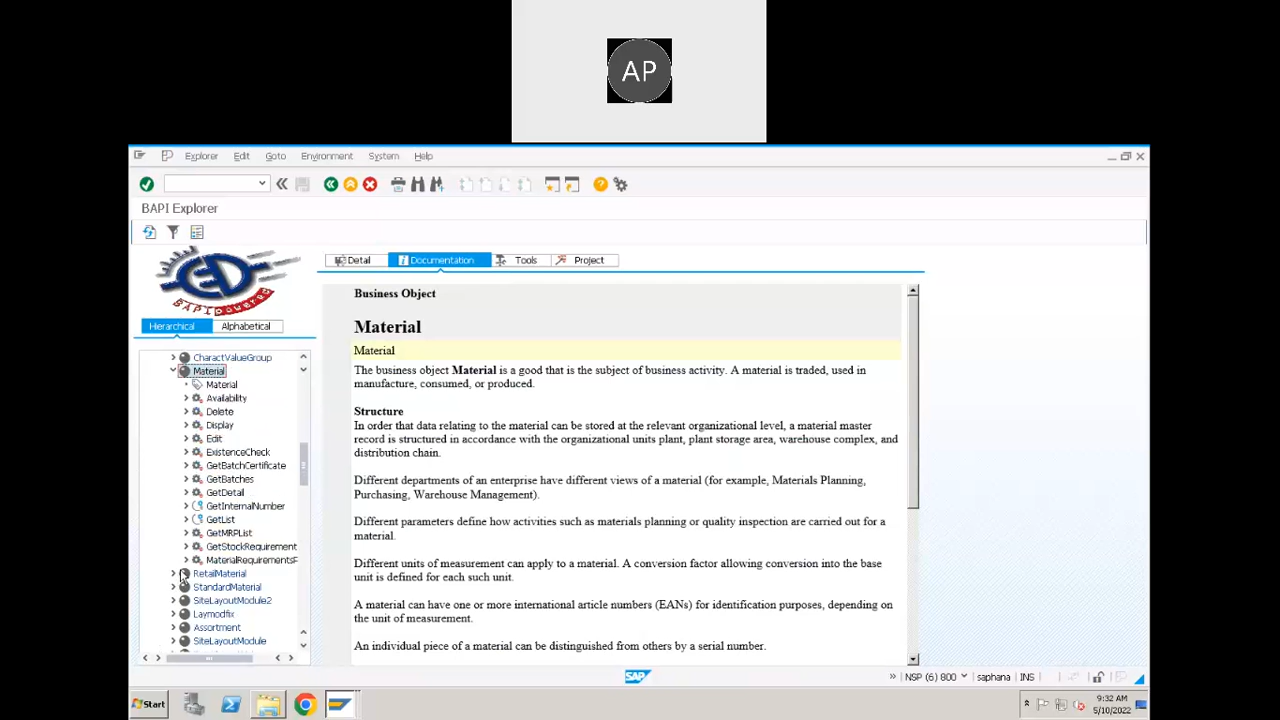 AP
Explorer Edit Goto Environment System Help
BAPI Explorer
BAPI powered
Detail Documentation Tools Project
Hierarchical Alphabetical
CharactValueGroup
Material
Material
Availability
Delete
Display
Edit
ExistenceCheck
GetBatchCertificate
GetBatches
GetDetail
GetInternalNumber
GetList
GetMRPList
GetStockRequirement
MaterialRequirementsF
RetailMaterial
StandardMaterial
SiteLayoutModule2
Laymodfix
Assortment
SiteLayoutModule
Business Object
Material
Material
The business object Material is a good that is the subject of business activity. A material is traded, used in
manufacture, consumed, or produced.
Structure
In order that data relating to the material can be stored at the relevant organizational level, a material master
record is structured in accordance with the organizational units plant, plant storage area, warehouse complex, and
distribution chain.
Different departments of an enterprise have different views of a material (for example, Materials Planning,
Purchasing, Warehouse Management).
Different parameters define how activities such as materials planning or quality inspection are carried out for a
material.
Different units of measurement can apply to a material. A conversion factor allowing conversion into the base
unit is defined for each such unit.
A material can have one or more international article numbers (EANs) for identification purposes, depending on
the unit of measurement.
An individual piece of a material can be distinguished from others by a serial number.
SAP
NSP (6) 800 saphana INS
Start
9:32 AM
5/10/2022